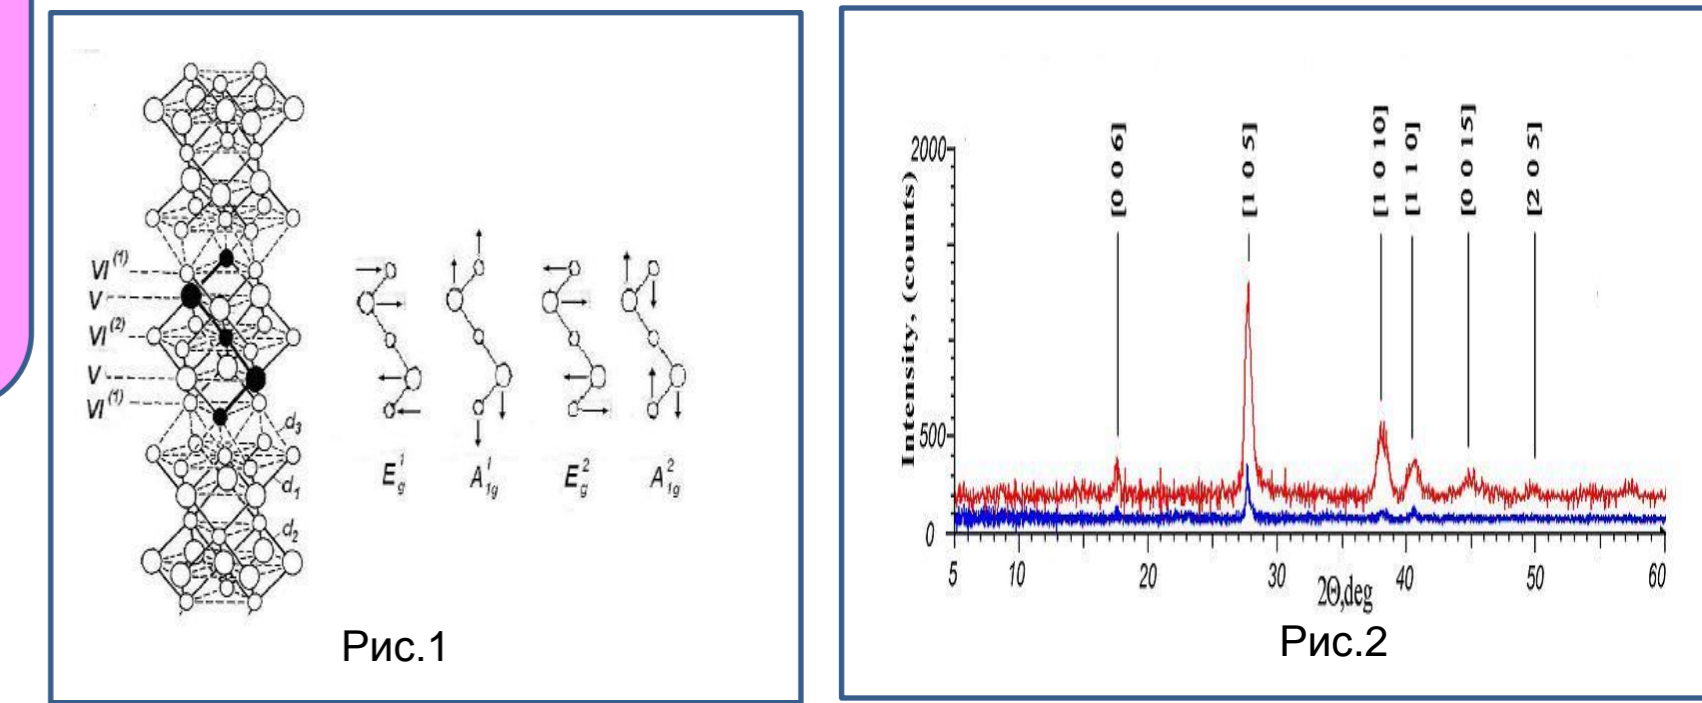 VI(1)
V
VI(2)
V
VI(1)
d3
d1
d2
E1g A11g E2g A21g
Рис.1
[0 0 6] [1 0 5] [1 0 10] [1 1 0] [0 0 15] [2 0 5]
Intensity, (counts)
2000
500
0
5 10 20 30 40 50 60
2Θ,deg
Рис.2